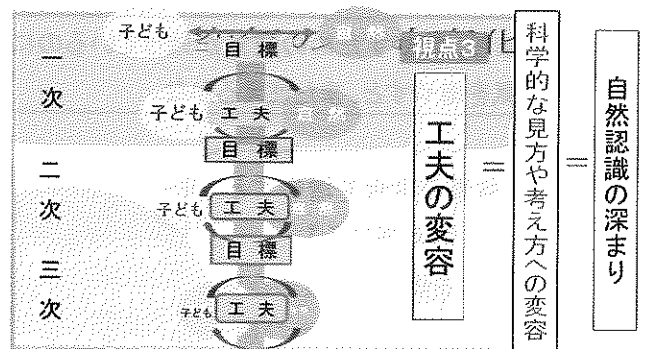 自然認識の深まり
＝
科学的な見方や考え方への変容
＝
工夫の変容
視点3
一次
二次
三次
子ども
目標
子ども 工夫 自然
目標
子ども 工夫
目標
子ども 工夫